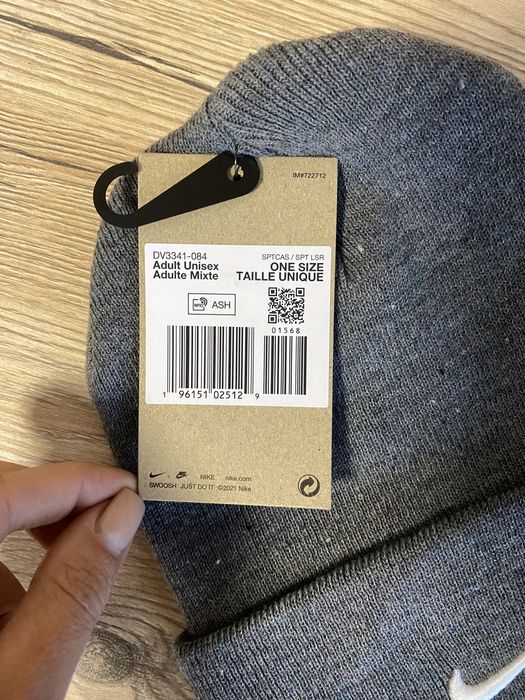 IM#722712
DV3341-084
Adult Unisex
Adulte Mixte
SPTCAS / SPT LSR
ONE SIZE
TAILLE UNIQUE
RFID
ASH
01568
1 96151 02512 9
NIKE nike.com
SWOOSH JUST DO IT ©2021 Nike